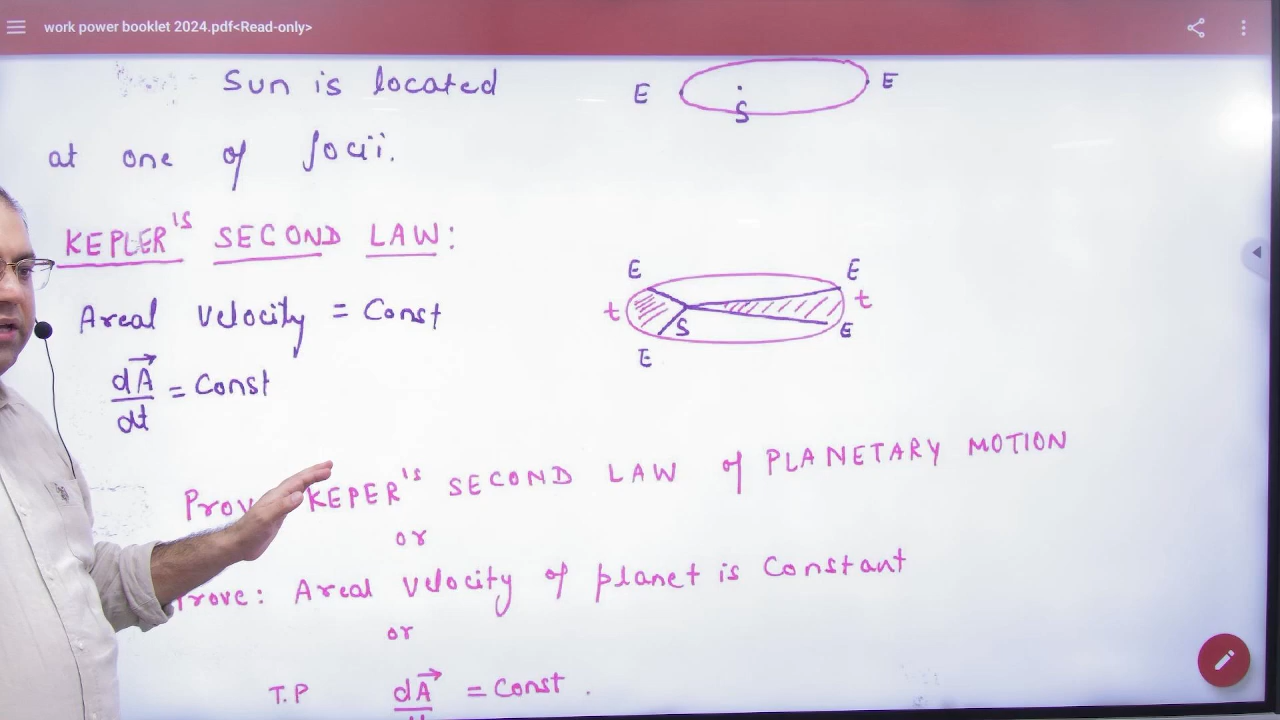 work power booklet 2024.pdf<Read-only>
Sun is located
at one of focii.
E
E
S
KEPLER'S SECOND LAW:
Areal velocity = Const
dA/dt = Const
E
E
t
t
S
E
E
KEPER'S SECOND LAW of PLANETARY MOTION
or
Areal velocity of planet is Constant
or
T.P dA = Const